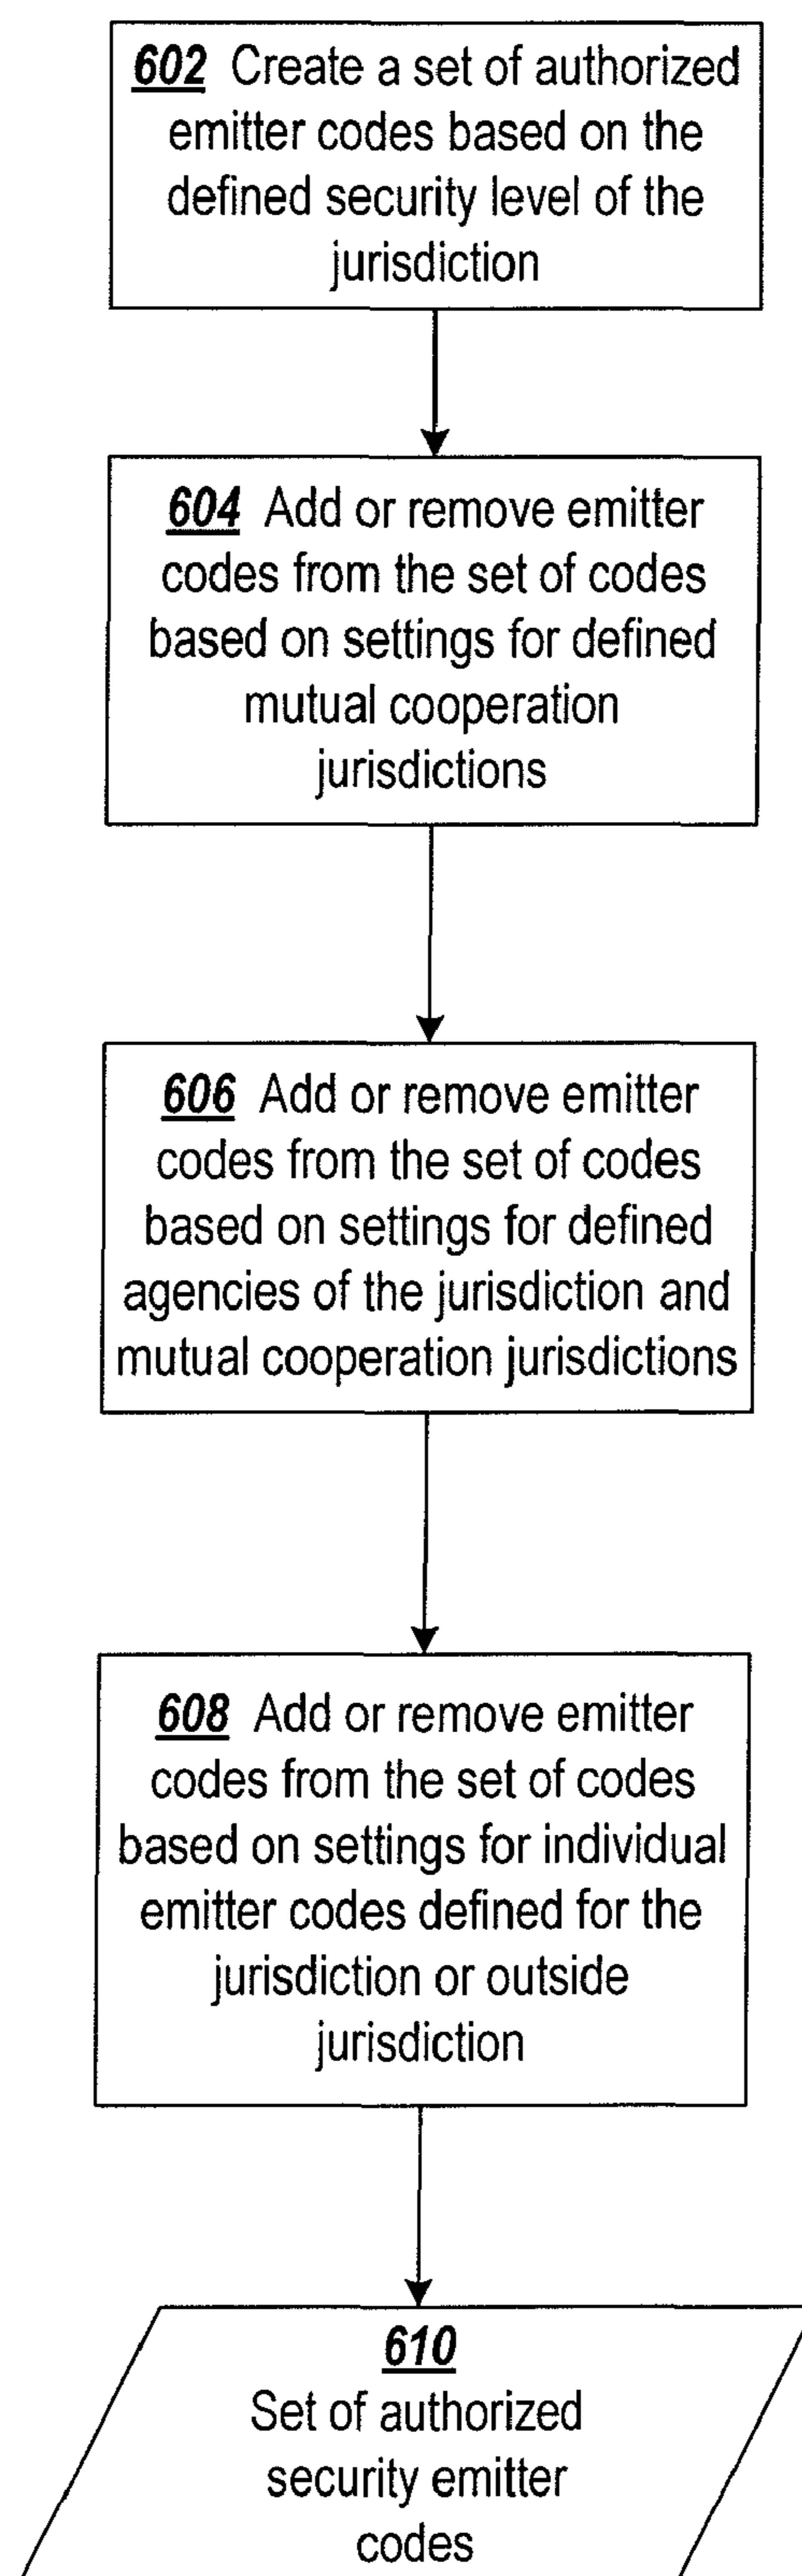 602 Create a set of authorized
emitter codes based on the
defined security level of the
jurisdiction
604 Add or remove emitter
codes from the set of codes
based on settings for defined
mutual cooperation
jurisdictions
606 Add or remove emitter
codes from the set of codes
based on settings for defined
agencies of the jurisdiction and
mutual cooperation jurisdictions
608 Add or remove emitter
codes from the set of codes
based on settings for individual
emitter codes defined for the
jurisdiction or outside
jurisdiction
610
Set of authorized
security emitter
codes